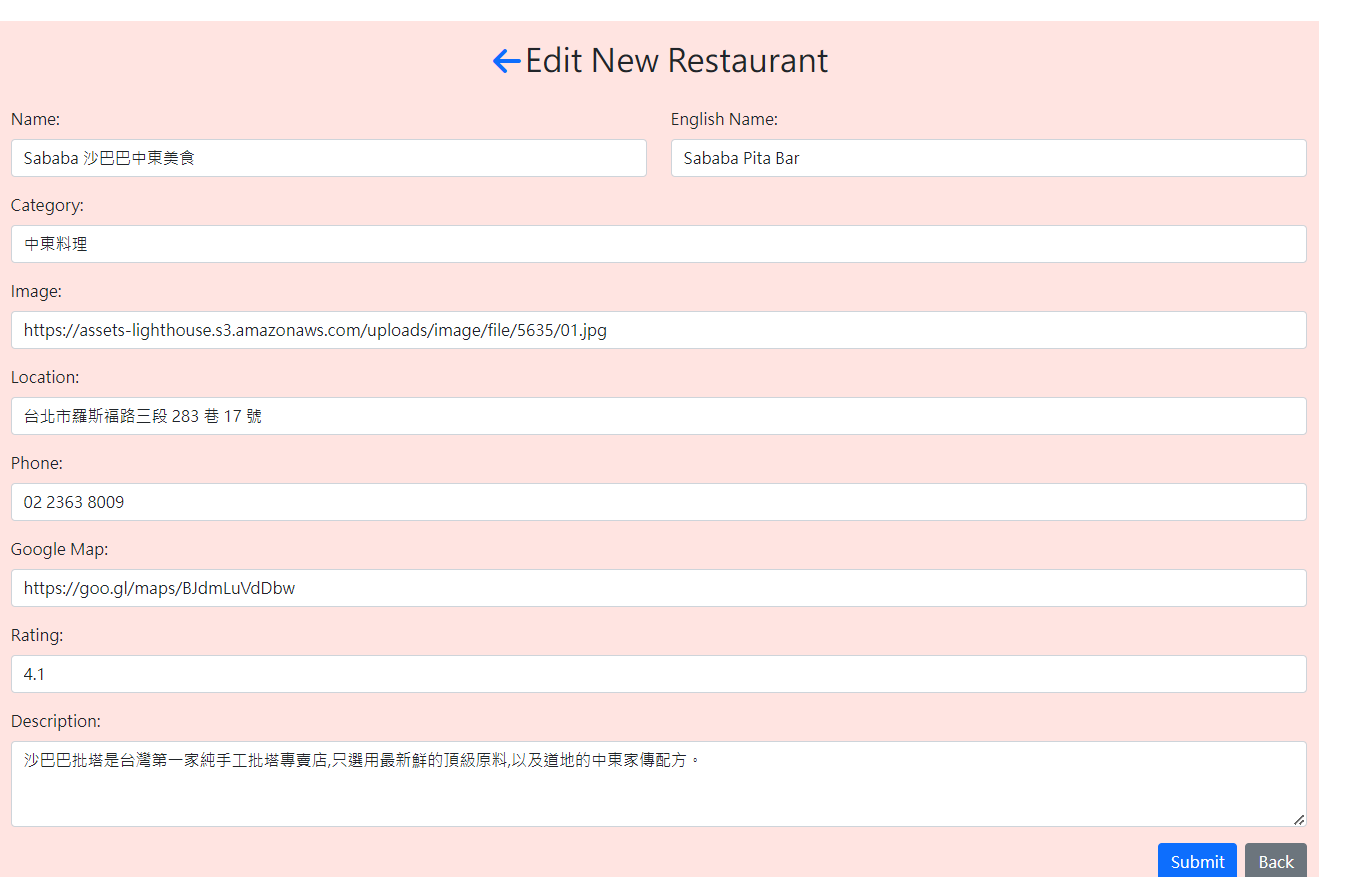 Edit New Restaurant
Name:
English Name:
Sababa 沙巴巴中東美食
Sababa Pita Bar
Category:
中東料理
Image:
https://assets-lighthouse.s3.amazonaws.com/uploads/image/file/5635/01.jpg
Location:
台北市羅斯福路三段 283 巷 17 號
Phone:
02 2363 8009
Google Map:
https://goo.gl/maps/BJdmLuVdDbw
Rating:
4.1
Description:
沙巴巴批塔是台灣第一家純手工批塔專賣店,只選用最新鮮的頂級原料,以及道地的中東家傳配方。
Submit
Back